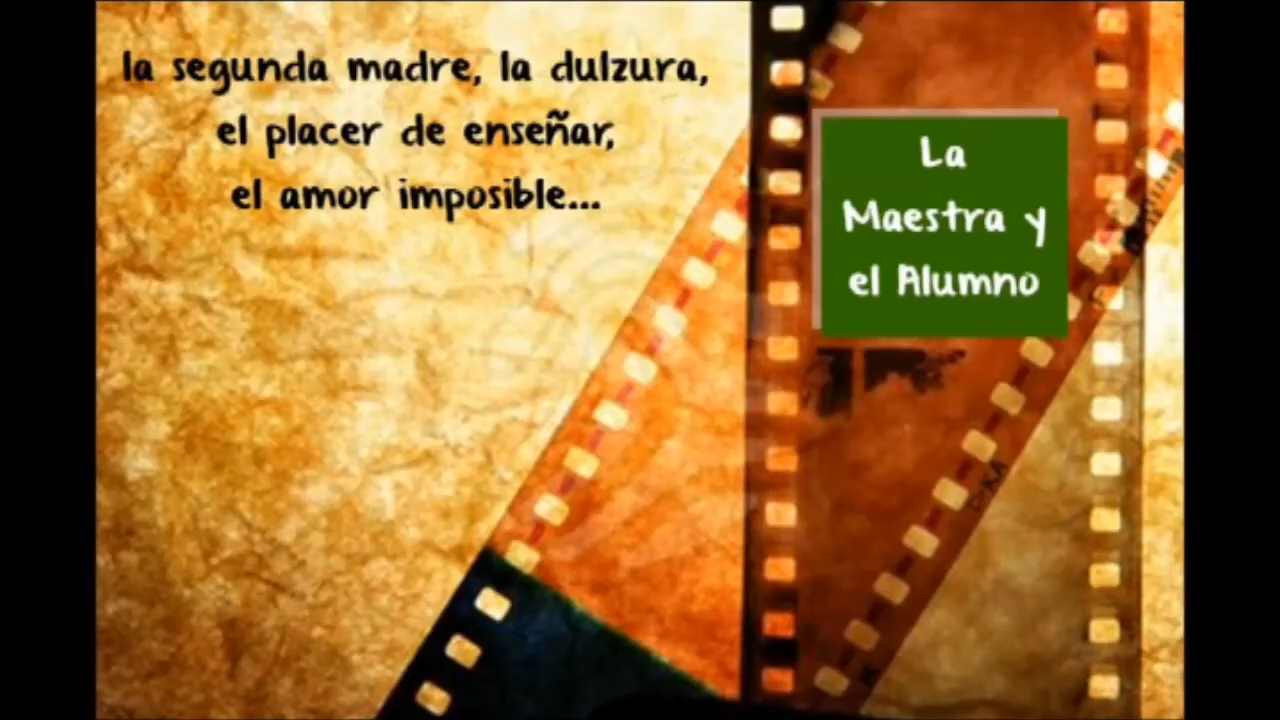 la segunda madre, la dulzura,
el placer de enseñar,
el amor imposible...
La
Maestra y
el Alumno